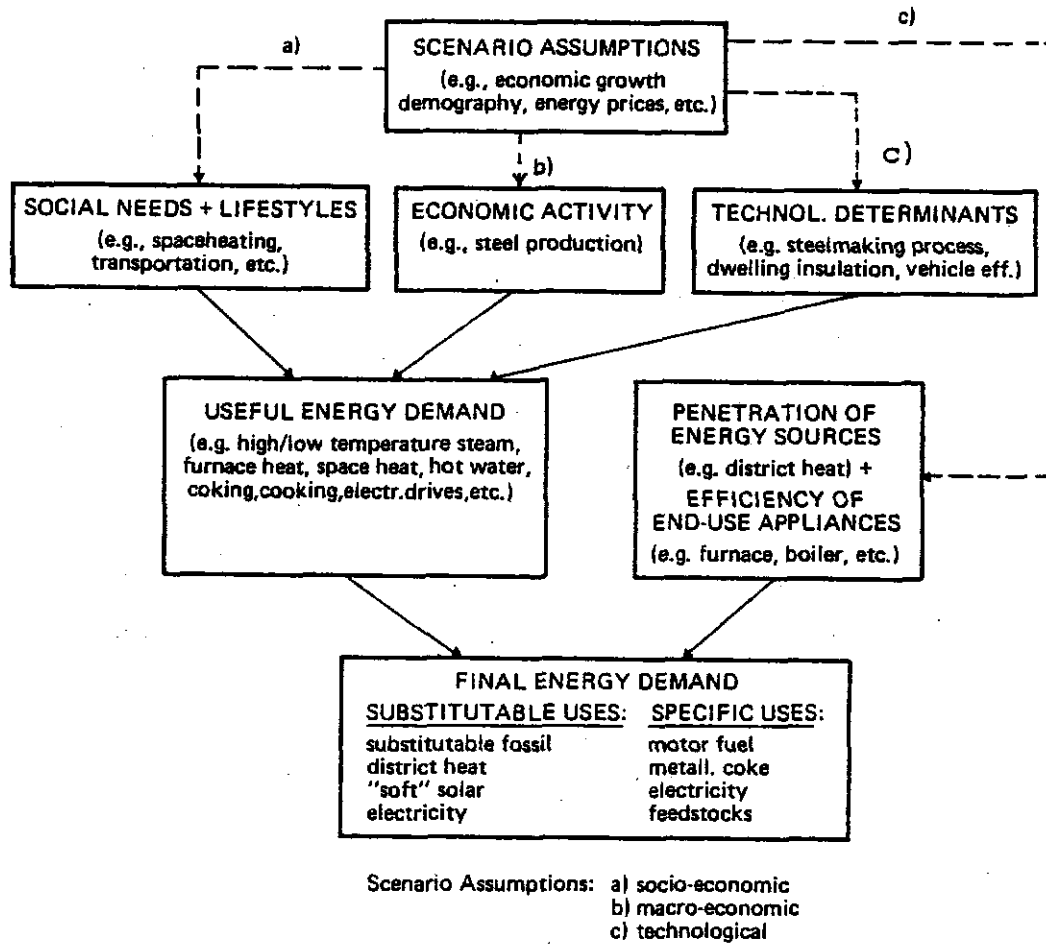 a)
c)
SCENARIO ASSUMPTIONS
(e.g., economic growth
demography, energy prices, etc.)
b)
C)
SOCIAL NEEDS + LIFESTYLES
(e.g., spaceheating,
transportation, etc.)
ECONOMIC ACTIVITY
(e.g., steel production)
TECHNOL. DETERMINANTS
(e.g. steelmaking process,
dwelling insulation, vehicle eff.)
USEFUL ENERGY DEMAND
(e.g. high/low temperature steam,
furnace heat, space heat, hot water,
coking,cooking,electr.drives,etc.)
PENETRATION OF
ENERGY SOURCES
(e.g. district heat) +
EFFICIENCY OF
END-USE APPLIANCES
(e.g. furnace, boiler, etc.)
FINAL ENERGY DEMAND
SUBSTITUTABLE USES:
substitutable fossil
district heat
"soft" solar
electricity
SPECIFIC USES:
motor fuel
metall. coke
electricity
feedstocks
Scenario Assumptions: a) socio-economic
b) macro-economic
c) technological